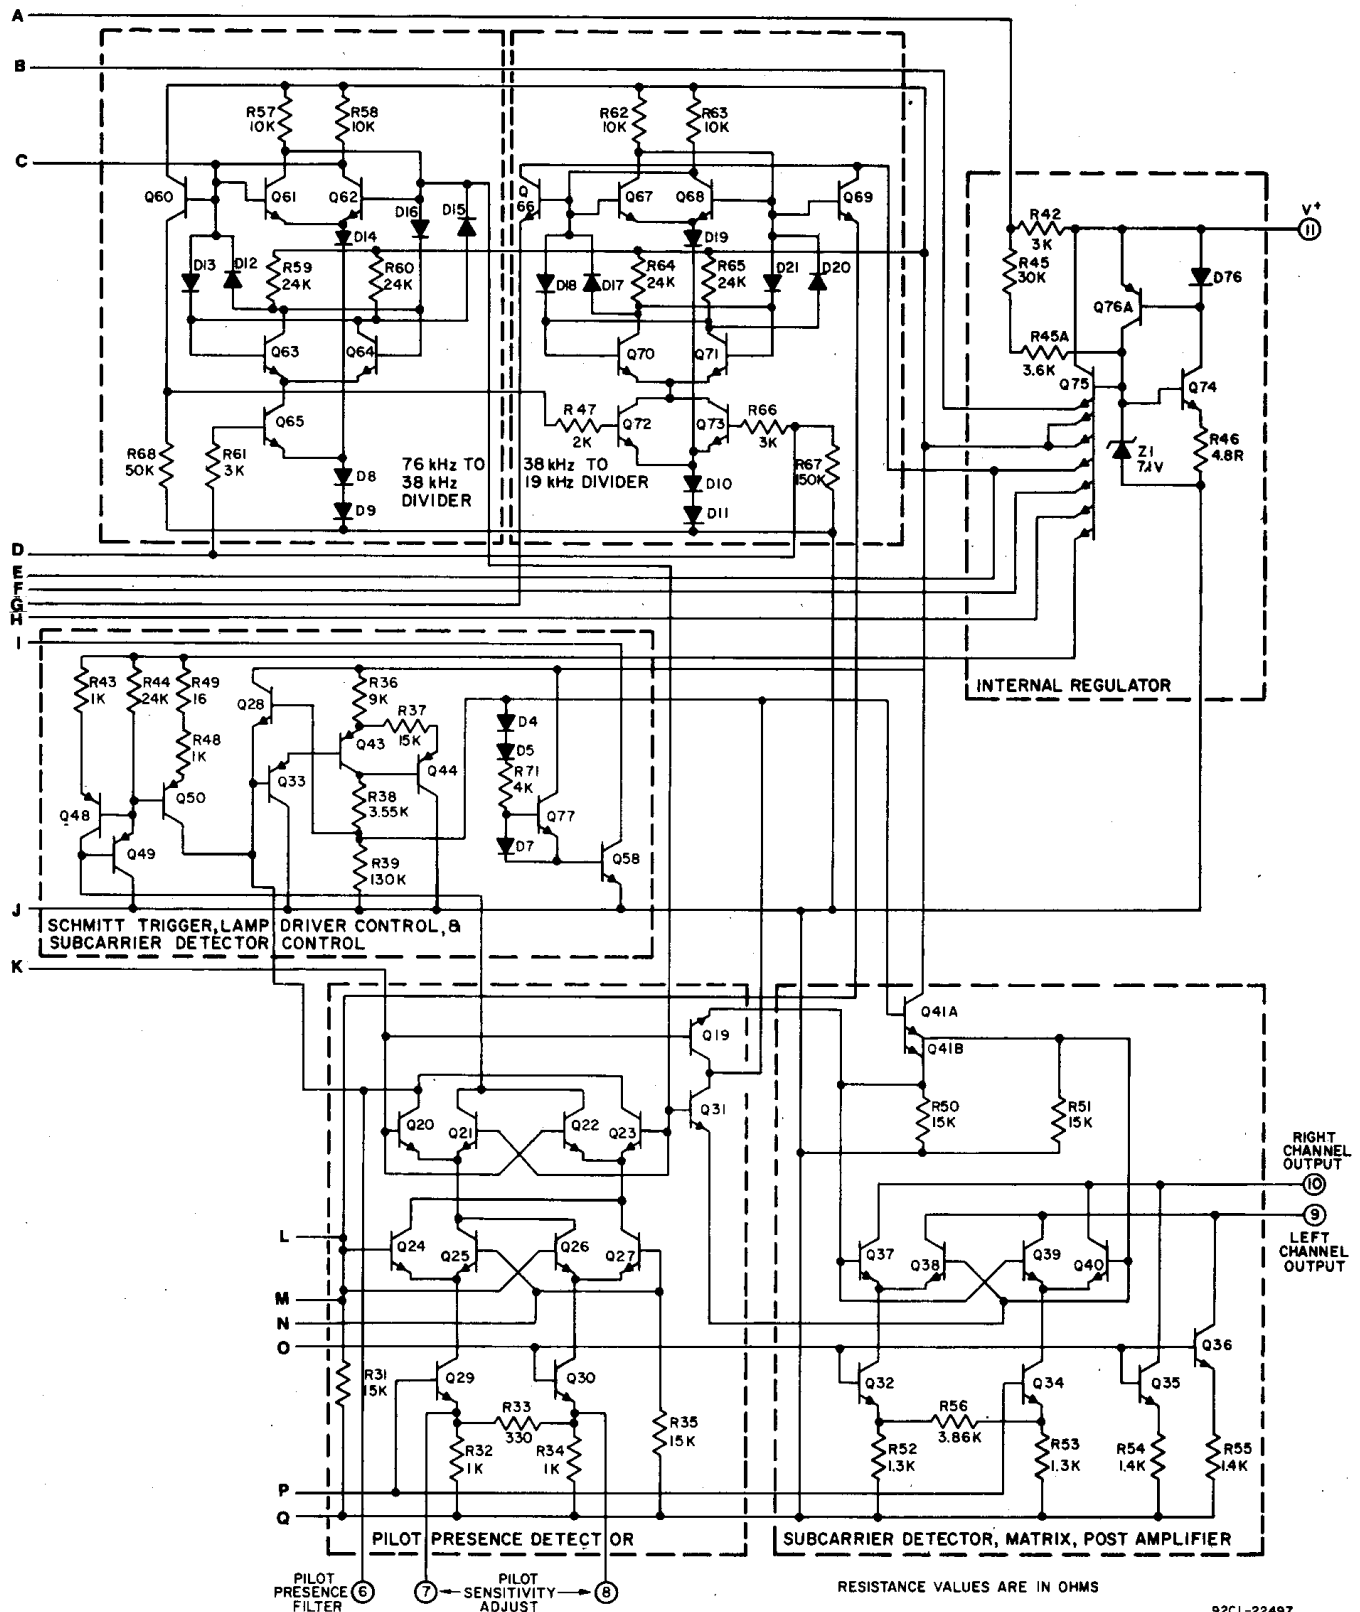 A
B
C
R57
10K
R58
10K
R62
10K
R63
10K
Q60
Q61
Q62
D16
D15
Q
66
Q67
Q68
Q69
D14
D13
D12
R59
24K
R60
24K
D19
D18
D17
R64
24K
R65
24K
D21
D20
Q63
Q64
Q70
Q71
Q65
R47
2K
Q72
Q73
R66
3K
R68
50K
R61
3K
R67
150K
D8
D9
D10
D11
76 kHz TO
38 kHz
DIVIDER
38 kHz TO
19 kHz DIVIDER
R42
3K
R45
30K
V+
11
D76
Q76A
R45A
3.6K
Q75
Q74
Z1
7.1V
R46
4.8R
INTERNAL REGULATOR
D
E
F
G
H
I
R43
1K
R44
24K
R49
16
R48
1K
Q28
R36
9K
R37
15K
Q43
Q44
Q33
R38
3.55K
R39
130K
Q48
Q49
Q50
D4
D5
R71
4K
D7
Q77
Q58
J
SCHMITT TRIGGER, LAMP DRIVER CONTROL, &
SUBCARRIER DETECTOR CONTROL
K
Q19
Q31
Q20
Q21
Q22
Q23
Q41A
Q41B
R50
15K
R51
15K
RIGHT
CHANNEL
OUTPUT
10
9
LEFT
CHANNEL
OUTPUT
L
Q24
Q25
Q26
Q27
Q37
Q38
Q39
Q40
M
N
O
Q36
R31
15K
Q29
Q30
Q32
Q34
Q35
R33
330
R32
1K
R34
1K
R35
15K
R56
3.86K
R52
1.3K
R53
1.3K
R54
1.4K
R55
1.4K
P
Q
PILOT PRESENCE DETECTOR
SUBCARRIER DETECTOR, MATRIX, POST AMPLIFIER
PILOT
PRESENCE
FILTER
6
7
PILOT
SENSITIVITY
ADJUST
8
RESISTANCE VALUES ARE IN OHMS
92CL-22497